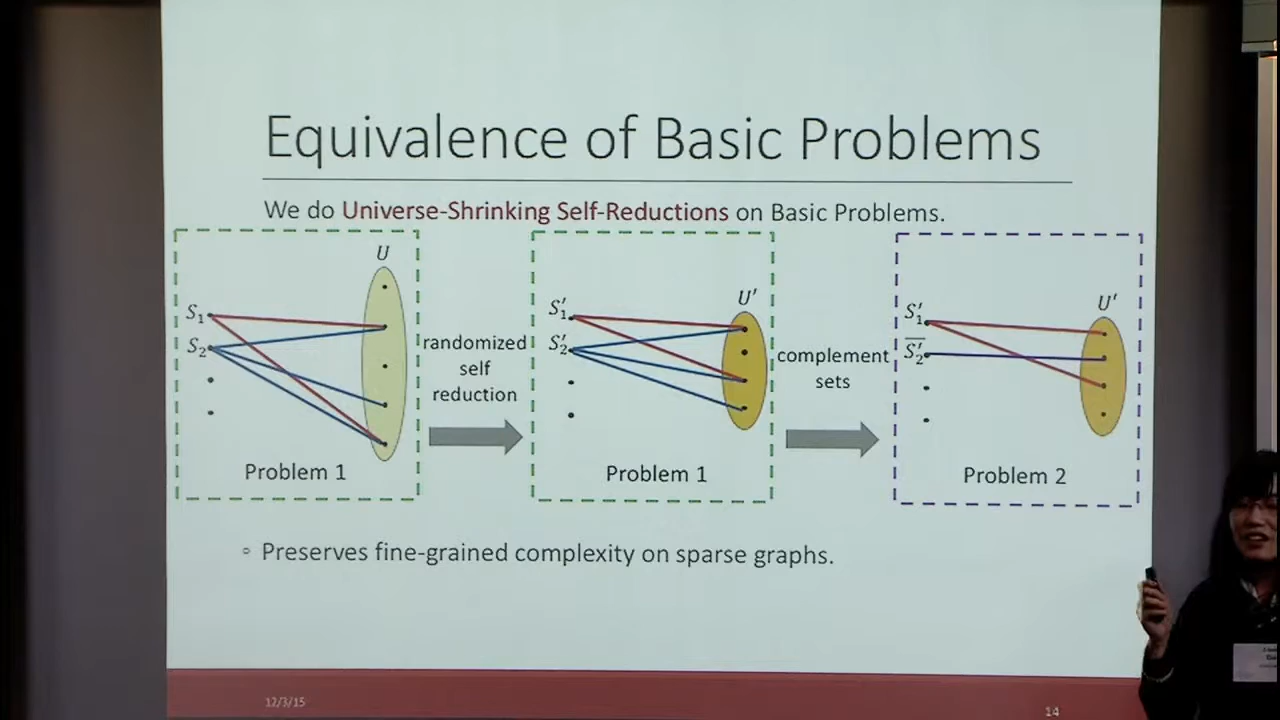 Equivalence of Basic Problems
We do Universe-Shrinking Self-Reductions on Basic Problems.
U
S₁
S₂
Problem 1
randomized
self
reduction
U′
S′₁
S′₂
Problem 1
complement
sets
U′
S′₁
S̅′₂
Problem 2
◦ Preserves fine-grained complexity on sparse graphs.
12/3/15
14